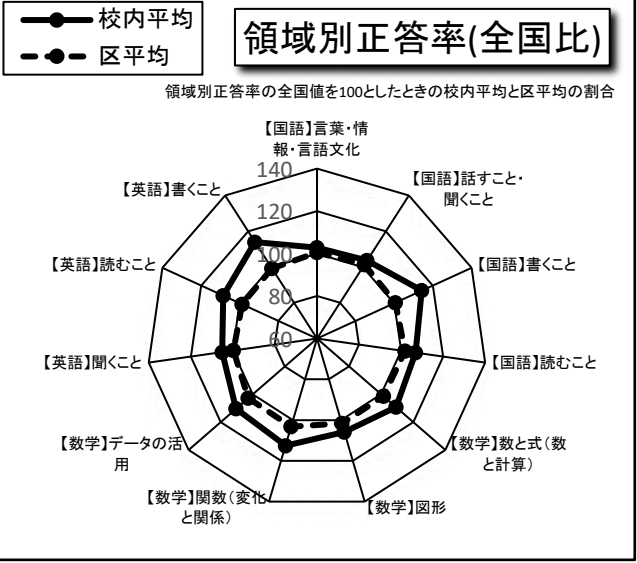 校内平均
区平均
領域別正答率(全国比)
領域別正答率の全国値を100としたときの校内平均と区平均の割合
【国語】言葉・情
報・言語文化
【国語】話すこと・
聞くこと
【国語】書くこと
【国語】読むこと
【数学】数と式(数
と計算)
【数学】図形
【数学】関数(変化
と関係)
【数学】データの活
用
【英語】聞くこと
【英語】読むこと
【英語】書くこと
140
120
100
80
60